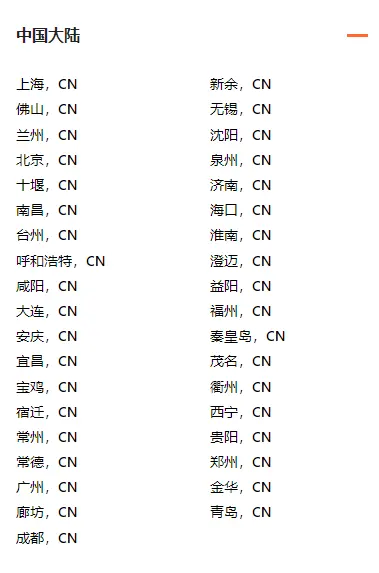 中国大陆
上海，CN
佛山，CN
兰州，CN
北京，CN
十堰，CN
南昌，CN
台州，CN
呼和浩特，CN
咸阳，CN
大连，CN
安庆，CN
宜昌，CN
宝鸡，CN
宿迁，CN
常州，CN
常德，CN
广州，CN
廊坊，CN
成都，CN
新余，CN
无锡，CN
沈阳，CN
泉州，CN
济南，CN
海口，CN
淮南，CN
澄迈，CN
益阳，CN
福州，CN
秦皇岛，CN
茂名，CN
衢州，CN
西宁，CN
贵阳，CN
郑州，CN
金华，CN
青岛，CN